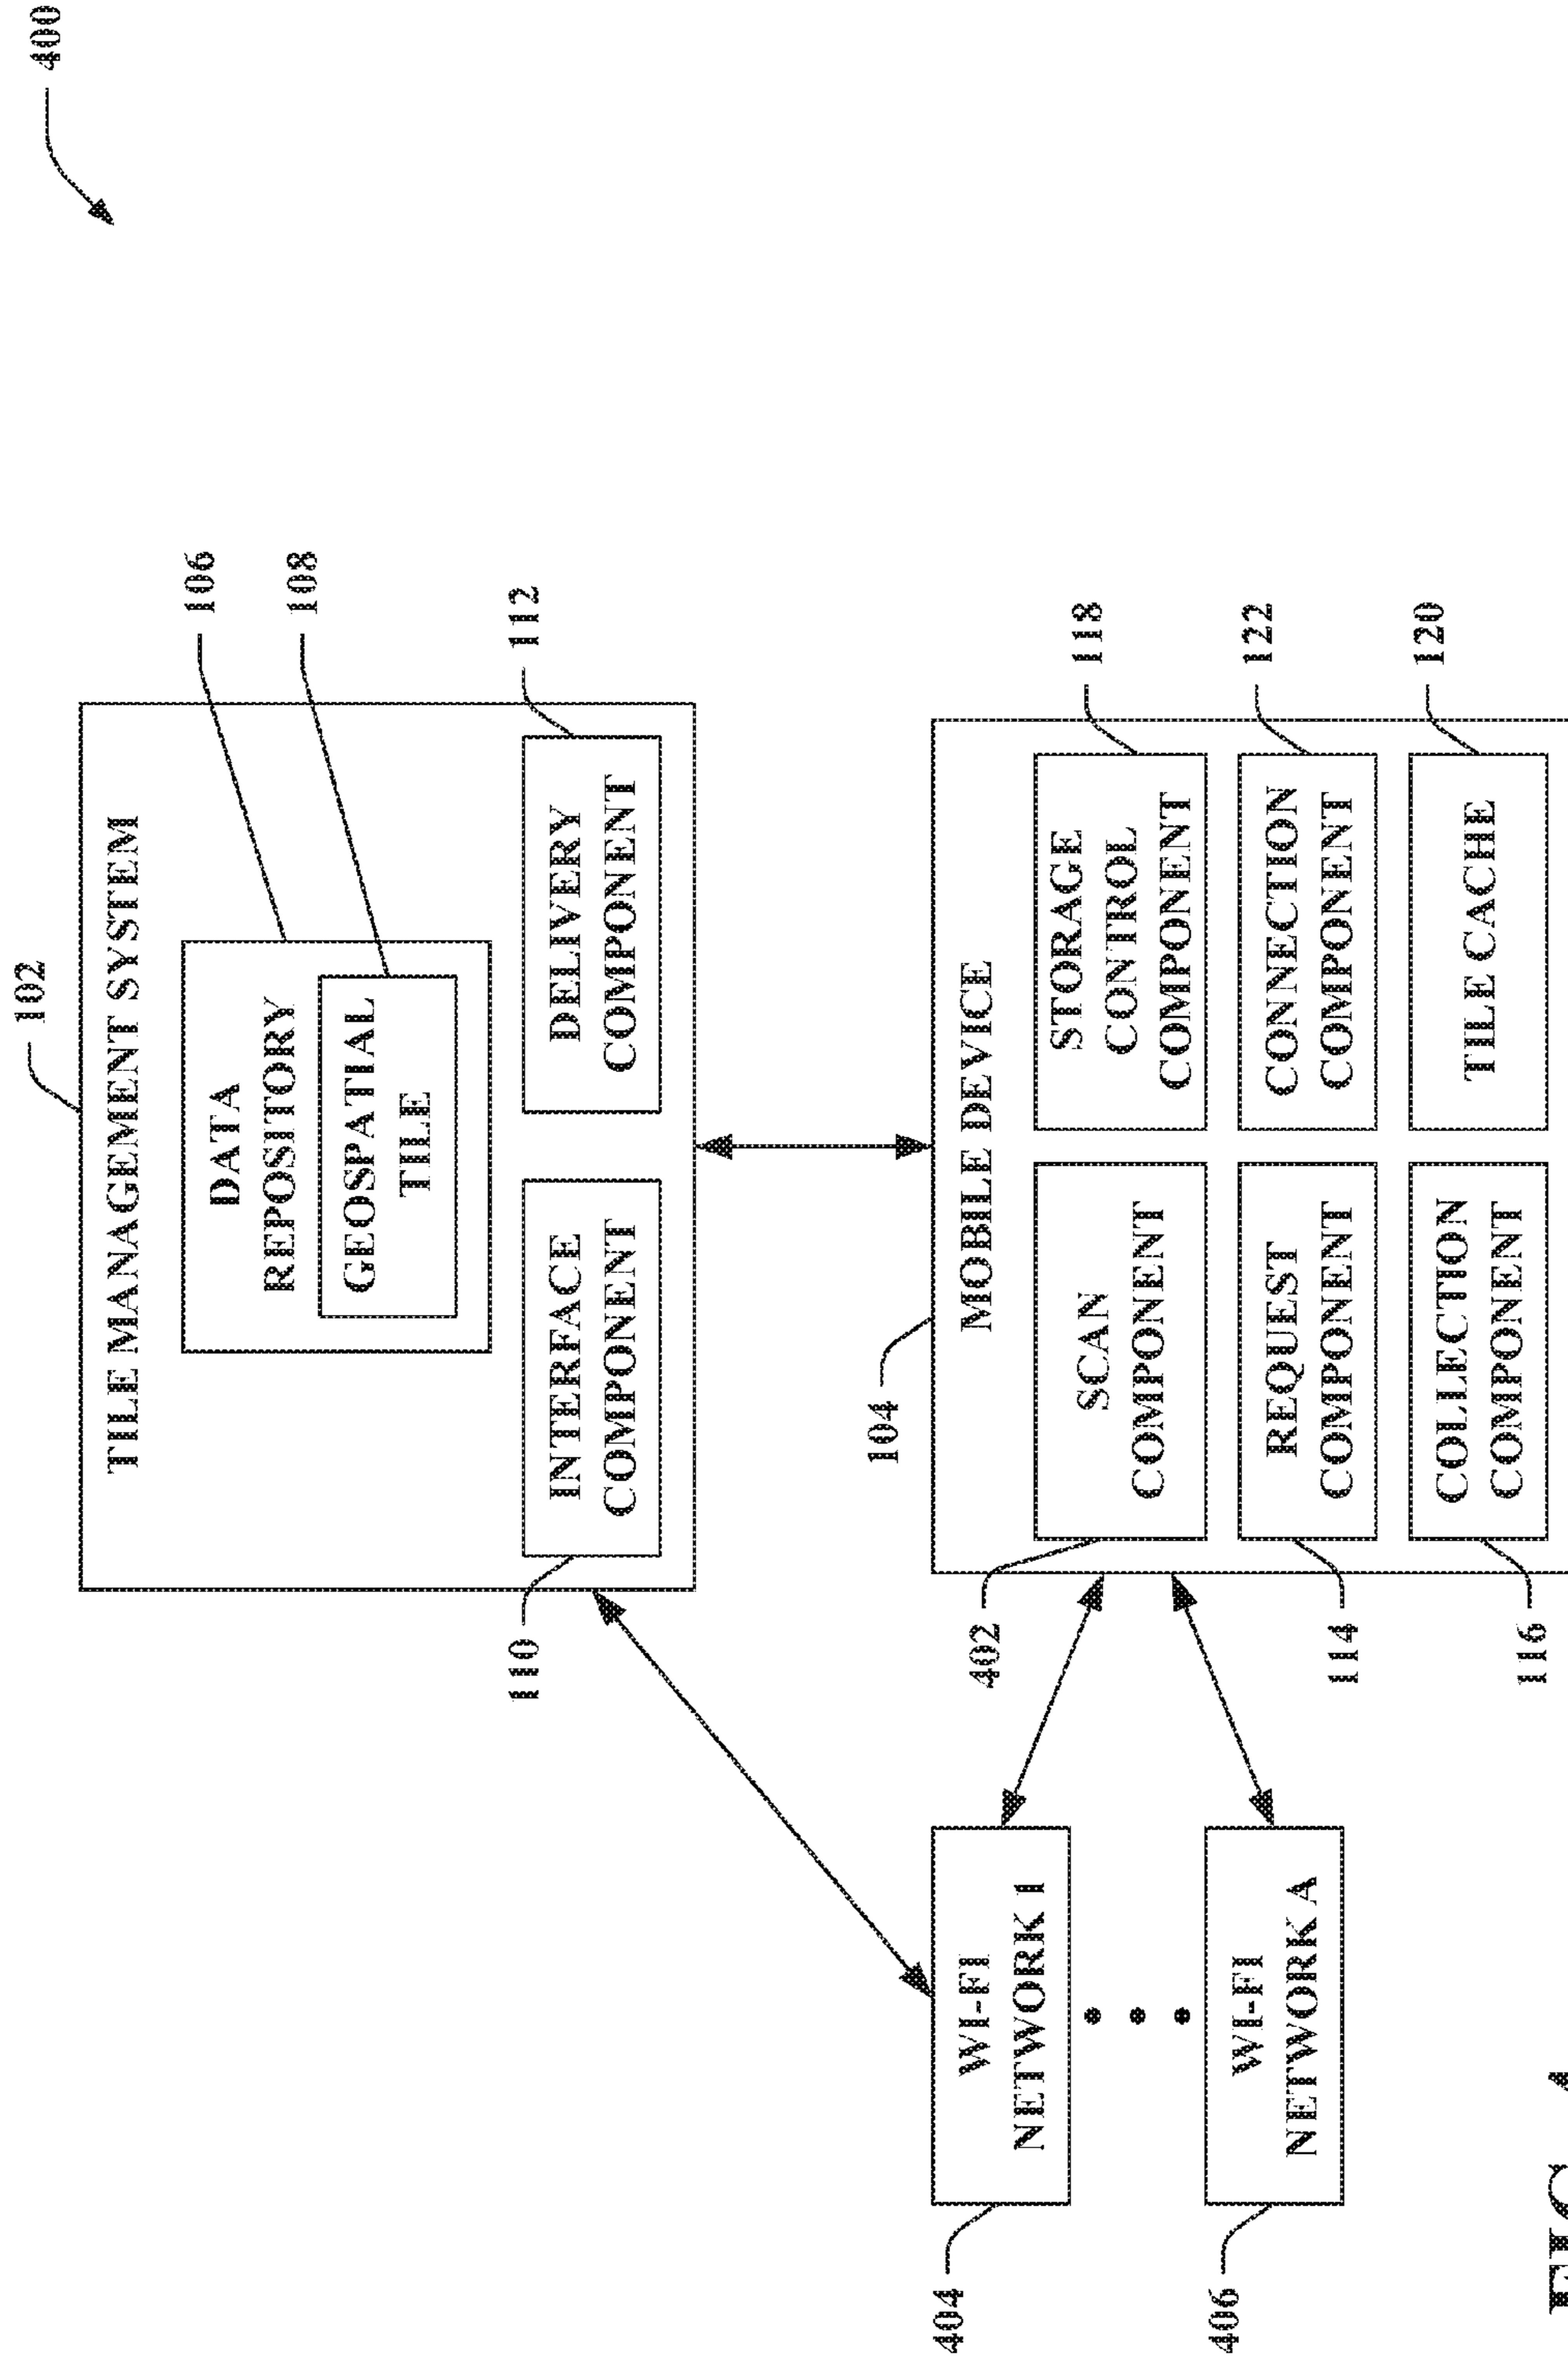 400
102
TILE MANAGEMENT SYSTEM
106
DATA
REPOSITORY
108
GEOSPATIAL
TILE
110
INTERFACE
COMPONENT
112
DELIVERY
COMPONENT
104
MOBILE DEVICE
402
SCAN
COMPONENT
118
STORAGE
CONTROL
COMPONENT
114
REQUEST
COMPONENT
122
CONNECTION
COMPONENT
116
COLLECTION
COMPONENT
120
TILE CACHE
404
WI-FI
NETWORK 1
406
WI-FI
NETWORK A